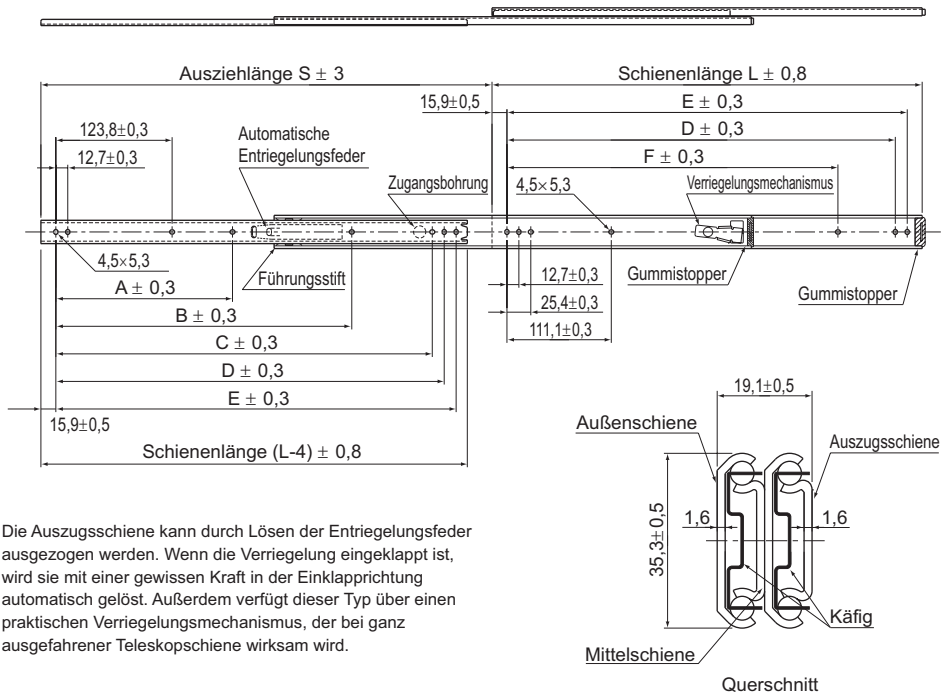 Ausziehlänge S ± 3
Schienenlänge L ± 0,8
15,9±0,5
E ± 0,3
123,8±0,3
Automatische
Entriegelungsfeder
D ± 0,3
12,7±0,3
F ± 0,3
Zugangsbohrung
4,5×5,3
Verriegelungsmechanismus
4,5×5,3
Führungsstift
12,7±0,3
Gummistopper
Gummistopper
A ± 0,3
25,4±0,3
B ± 0,3
111,1±0,3
C ± 0,3
D ± 0,3
E ± 0,3
15,9±0,5
Schienenlänge (L-4) ± 0,8
19,1±0,5
Außenschiene
Auszugsschiene
35,3±0,5
1,6
1,6
Käfig
Mittelschiene
Querschnitt
Die Auszugsschiene kann durch Lösen der Entriegelungsfeder
ausgezogen werden. Wenn die Verriegelung eingeklappt ist,
wird sie mit einer gewissen Kraft in der Einklapprichtung
automatisch gelöst. Außerdem verfügt dieser Typ über einen
praktischen Verriegelungsmechanismus, der bei ganz
ausgefahrener Teleskopschiene wirksam wird.